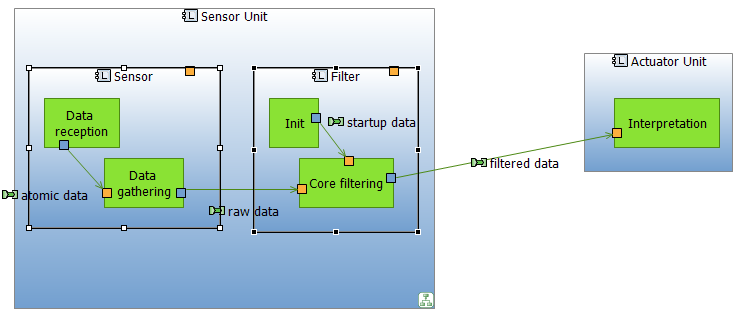 L Sensor Unit
L Sensor
L Filter
L Actuator Unit
Data
reception
Init
startup data
Interpretation
Data
gathering
Core filtering
filtered data
atomic data
raw data